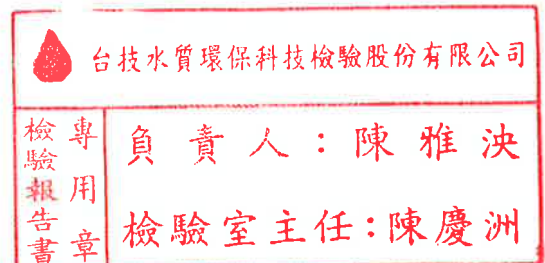 台技水質環保科技檢驗股份有限公司
檢驗報告書
專用章
負責人：陳雅泱
檢驗室主任：陳慶洲